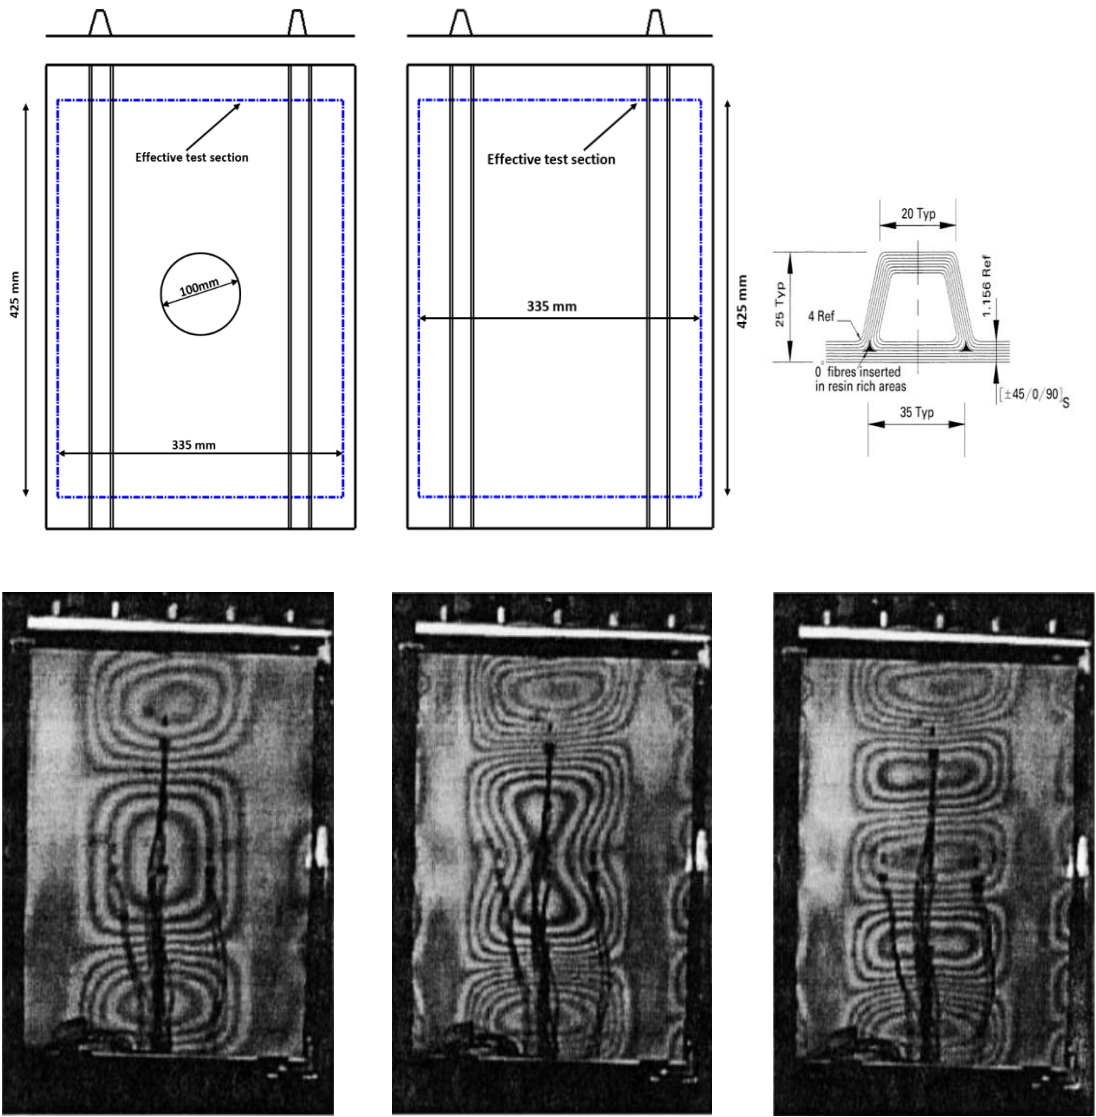 Effective test section
425 mm
100mm
335 mm
Effective test section
335 mm
425 mm
20 Typ
25 Typ
1.156 Ref
4 Ref
0 fibres inserted
in resin rich areas
[±45/0/90]S
35 Typ